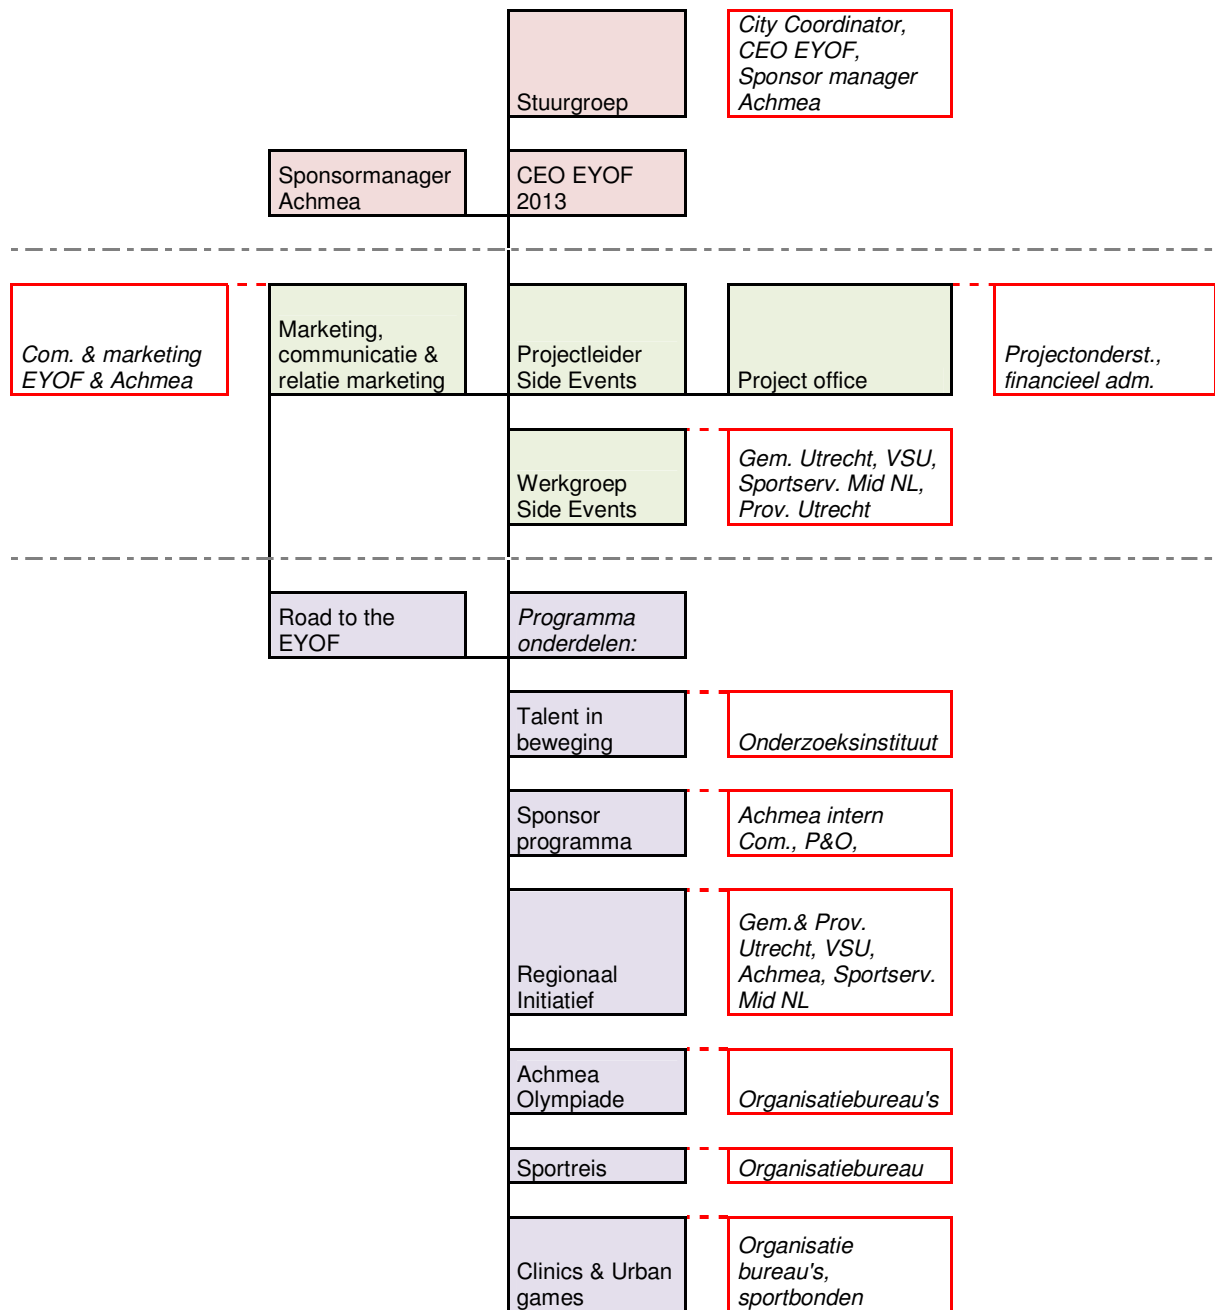 Stuurgroep
City Coordinator,
CEO EYOF,
Sponsor manager
Achmea
Sponsormanager
Achmea
CEO EYOF
2013
Com. & marketing
EYOF & Achmea
Marketing,
communicatie &
relatie marketing
Projectleider
Side Events
Project office
Projectonderst.,
financieel adm.
Werkgroep
Side Events
Gem. Utrecht, VSU,
Sportserv. Mid NL,
Prov. Utrecht
Road to the
EYOF
Programma
onderdelen:
Talent in
beweging
Onderzoeksinstituut
Sponsor
programma
Achmea intern
Com., P&O,
Regionaal
Initiatief
Gem.& Prov.
Utrecht, VSU,
Achmea, Sportserv.
Mid NL
Achmea
Olympiade
Organisatiebureau's
Sportreis
Organisatiebureau
Clinics & Urban
games
Organisatie
bureau's,
sportbonden